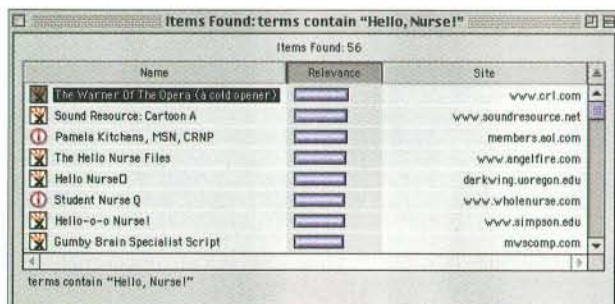 Items Found: terms contain “Hello, Nurse!”
Items Found: 56
Name Relevance Site
The Warner Of The Opera (a cold opener) www.crl.com
Sound Resource: Cartoon A www.soundresource.net
Pamela Kitchens, MSN, CRNP members.aol.com
The Hello Nurse Files www.angelfire.com
Hello Nurse▯ darkwing.uoregon.edu
Student Nurse Q www.wholenurse.com
Hello-o-o Nurse! www.simpson.edu
Gumby Brain Specialist Script mwscomp.com
terms contain “Hello, Nurse!”